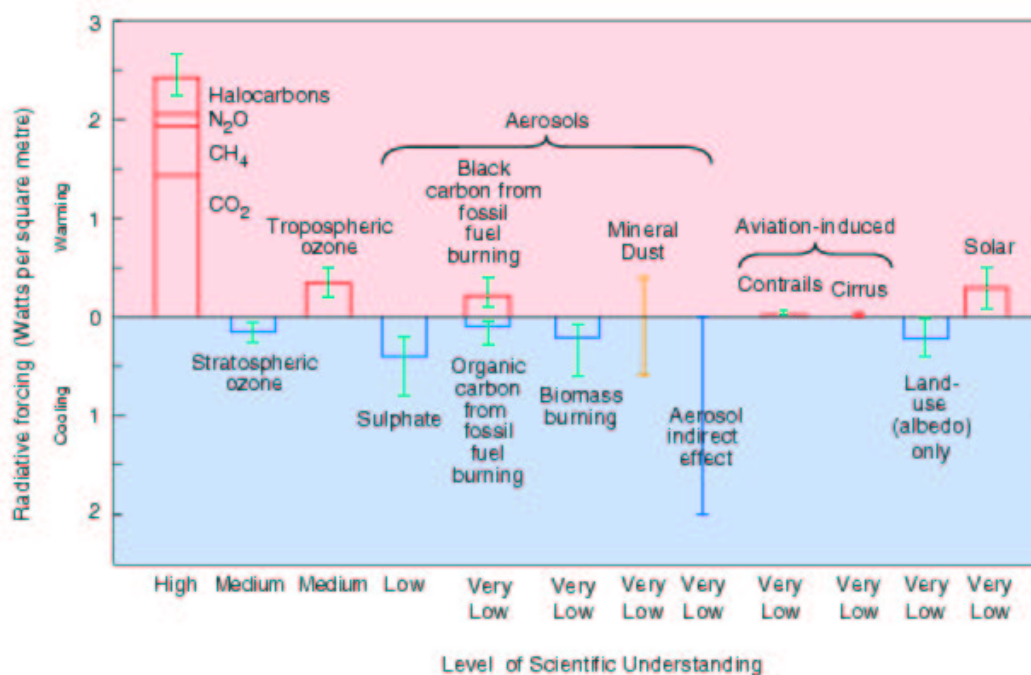 3
2
1
0
1
2
Radiative forcing (Watts per square metre)
Warming
Cooling
Halocarbons
N2O
CH4
CO2
Aerosols
Black
carbon from
fossil
fuel
burning
Tropospheric
ozone
Mineral
Dust
Aviation-induced
Contrails
Cirrus
Solar
Stratospheric
ozone
Sulphate
Organic
carbon
from
fossil
fuel
burning
Biomass
burning
Aerosol
indirect
effect
Land-
use
(albedo)
only
High
Medium
Medium
Low
Very
Low
Very
Low
Very
Low
Very
Low
Very
Low
Very
Low
Very
Low
Very
Low
Level of Scientific Understanding